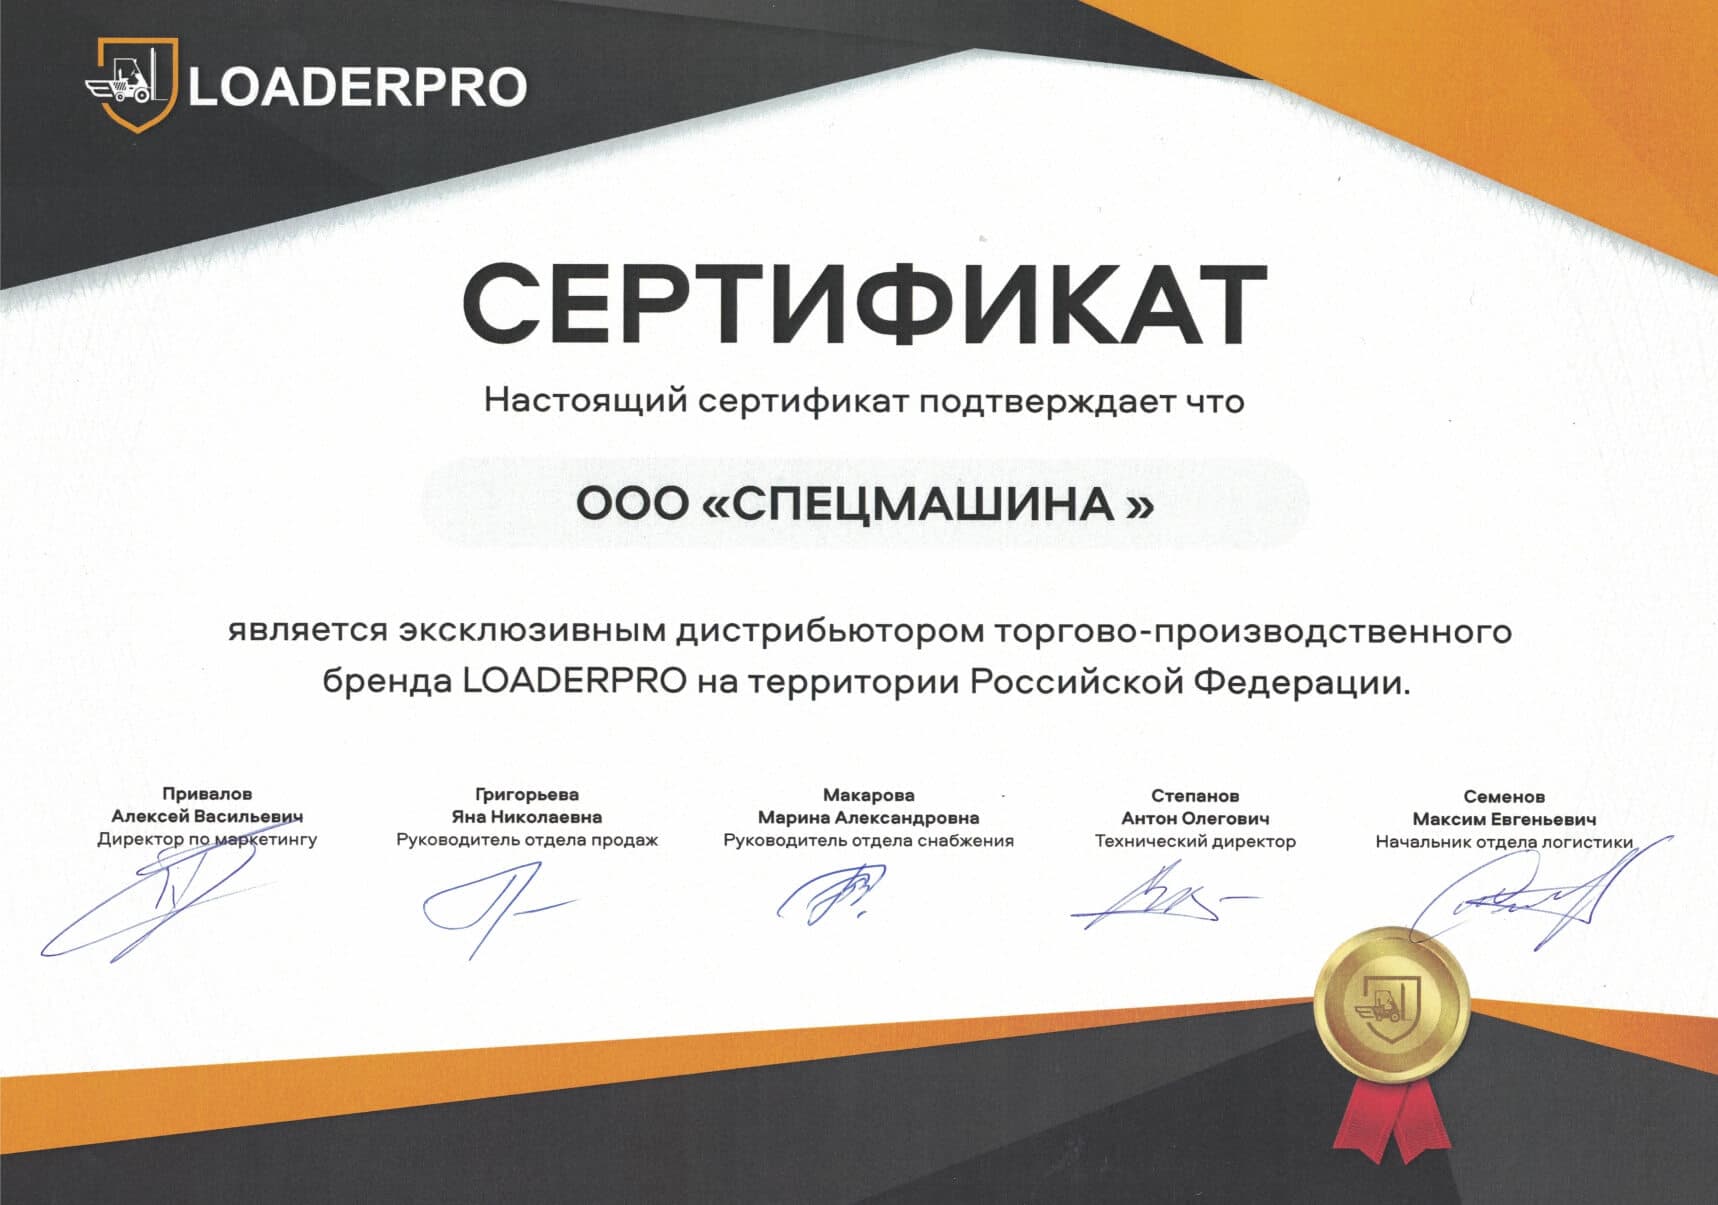 LOADERPRO
СЕРТИФИКАТ
Настоящий сертификат подтверждает что
ООО «СПЕЦМАШИНА »
является эксклюзивным дистрибьютором торгово-производственного
бренда LOADERPRO на территории Российской Федерации.
Привалов
Алексей Васильевич
Директор по маркетингу
Григорьева
Яна Николаевна
Руководитель отдела продаж
Макарова
Марина Александровна
Руководитель отдела снабжения
Степанов
Антон Олегович
Технический директор
Семенов
Максим Евгеньевич
Начальник отдела логистики